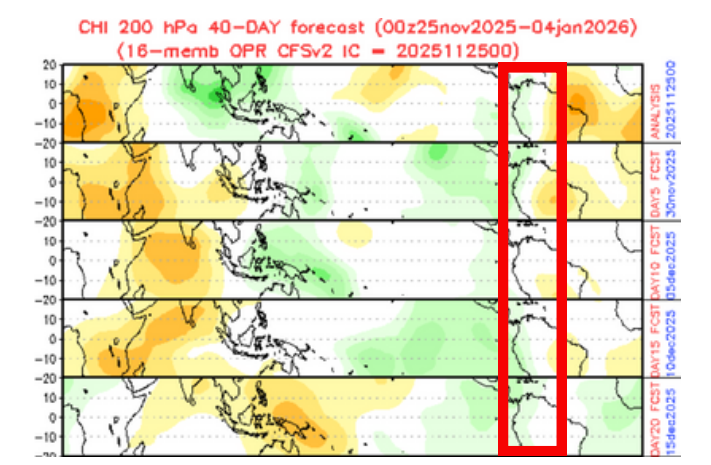 CHI 200 hPa 40-DAY forecast (00z25nov2025-04jan2026)
(16-memb OPR CFSv2 IC = 2025112500)
20
10
0
-10
-20
ANALYSIS
2025112500
10
0
-10
-20
DAY5 FCST
30nov2025
10
0
-10
-20
DAY10 FCST
05dec2025
10
0
-10
-20
DAY15 FCST
10dec2025
10
0
-10
-20
DAY20 FCST
15dec2025